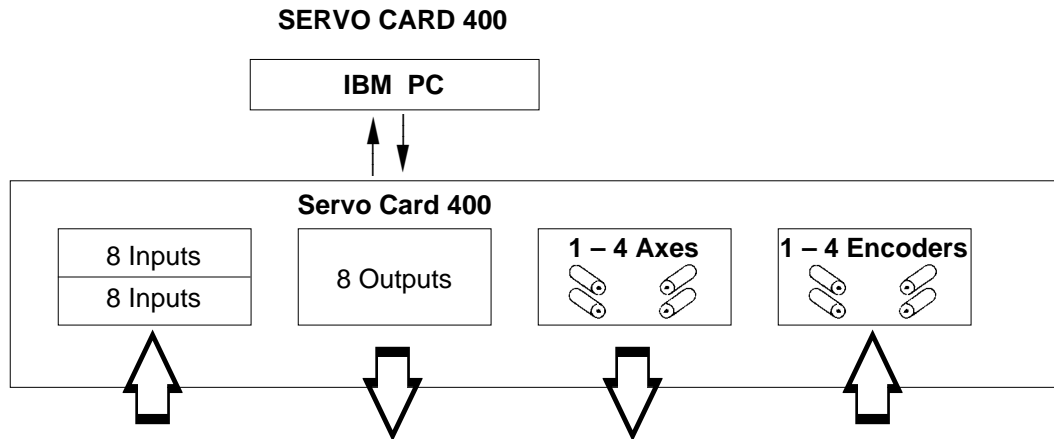 SERVO CARD 400
IBM PC
Servo Card 400
8 Inputs
8 Inputs
8 Outputs
1 – 4 Axes
1 – 4 Encoders